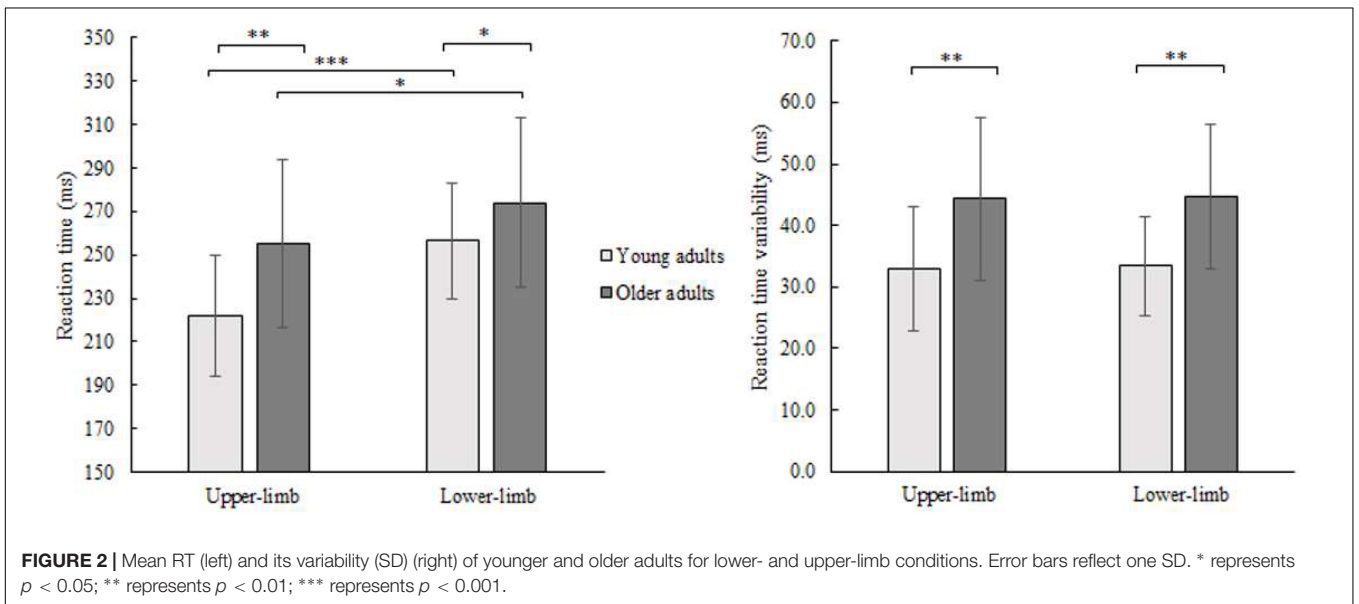 350
330
310
290
270
250
230
210
190
170
150
Reaction time (ms)
**
*
***
*
Upper-limb
Lower-limb
Young adults
Older adults
70.0
60.0
50.0
40.0
30.0
20.0
10.0
0.0
Reaction time variability (ms)
**
**
Upper-limb
Lower-limb
FIGURE 2 | Mean RT (left) and its variability (SD) (right) of younger and older adults for lower- and upper-limb conditions. Error bars reflect one SD. * represents
p < 0.05; ** represents p < 0.01; *** represents p < 0.001.